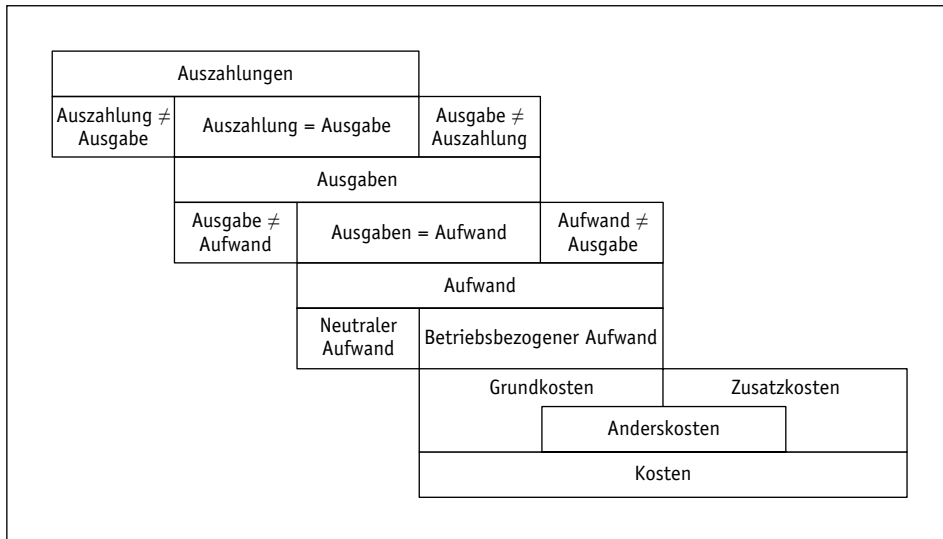 Auszahlungen
Auszahlung ≠
Ausgabe
Auszahlung = Ausgabe
Ausgabe ≠
Auszahlung
Ausgaben
Ausgabe ≠
Aufwand
Ausgaben = Aufwand
Aufwand ≠
Ausgabe
Aufwand
Neutraler
Aufwand
Betriebsbezogener Aufwand
Grundkosten
Zusatzkosten
Anderskosten
Kosten